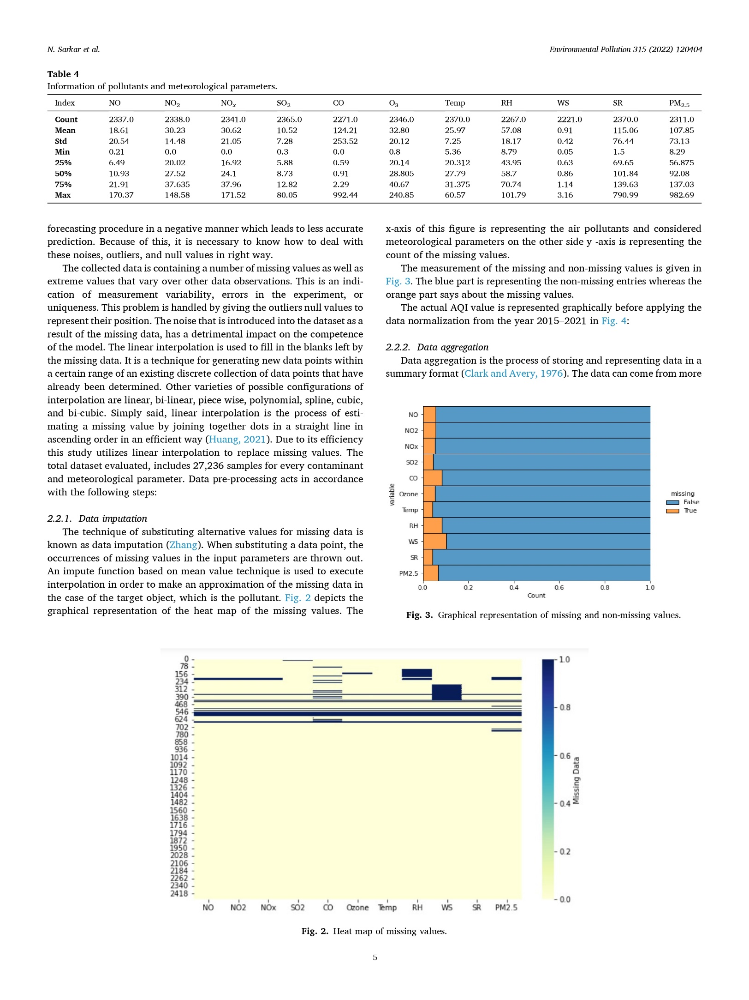 N. Sarkar et al.
Environmental Pollution 315 (2022) 120404
Table 4
Information of pollutants and meteorological parameters.
Index NO NO2 NOx SO2 CO O3 Temp RH WS SR PM2.5
Count 2337.0 2338.0 2341.0 2365.0 2271.0 2346.0 2370.0 2267.0 2221.0 2370.0 2311.0
Mean 18.61 30.23 30.62 10.52 124.21 32.80 25.97 57.08 0.91 115.06 107.85
Std 20.54 14.48 21.05 7.28 253.52 20.12 7.25 18.17 0.42 76.44 73.13
Min 0.21 0.0 0.0 0.3 0.0 0.8 5.36 8.79 0.05 1.5 8.29
25% 6.49 20.02 16.92 5.88 0.59 20.14 20.312 43.95 0.63 69.65 56.875
50% 10.93 27.52 24.1 8.73 0.91 28.805 27.79 58.7 0.86 101.84 92.08
75% 21.91 37.635 37.96 12.82 2.29 40.67 31.375 70.74 1.14 139.63 137.03
Max 170.37 148.58 171.52 80.05 992.44 240.85 60.57 101.79 3.16 790.99 982.69
forecasting procedure in a negative manner which leads to less accurate
prediction. Because of this, it is necessary to know how to deal with
these noises, outliers, and null values in right way.
The collected data is containing a number of missing values as well as
extreme values that vary over other data observations. This is an indi-
cation of measurement variability, errors in the experiment, or
uniqueness. This problem is handled by giving the outliers null values to
represent their position. The noise that is introduced into the dataset as a
result of the missing data, has a detrimental impact on the competence
of the model. The linear interpolation is used to fill in the blanks left by
the missing data. It is a technique for generating new data points within
a certain range of an existing discrete collection of data points that have
already been determined. Other varieties of possible configurations of
interpolation are linear, bi-linear, piece wise, polynomial, spline, cubic,
and bi-cubic. Simply said, linear interpolation is the process of esti-
mating a missing value by joining together dots in a straight line in
ascending order in an efficient way (Huang, 2021). Due to its efficiency
this study utilizes linear interpolation to replace missing values. The
total dataset evaluated, includes 27,236 samples for every contaminant
and meteorological parameter. Data pre-processing acts in accordance
with the following steps:
2.2.1. Data imputation
The technique of substituting alternative values for missing data is
known as data imputation (Zhang). When substituting a data point, the
occurrences of missing values in the input parameters are thrown out.
An impute function based on mean value technique is used to execute
interpolation in order to make an approximation of the missing data in
the case of the target object, which is the pollutant. Fig. 2 depicts the
graphical representation of the heat map of the missing values. The
x-axis of this figure is representing the air pollutants and considered
meteorological parameters on the other side y -axis is representing the
count of the missing values.
The measurement of the missing and non-missing values is given in
Fig. 3. The blue part is representing the non-missing entries whereas the
orange part says about the missing values.
The actual AQI value is represented graphically before applying the
data normalization from the year 2015–2021 in Fig. 4:
2.2.2. Data aggregation
Data aggregation is the process of storing and representing data in a
summary format (Clark and Avery, 1976). The data can come from more
variable
NO
NO2
NOx
SO2
CO
Ozone
Temp
RH
WS
SR
PM2.5
0.0 0.2 0.4 0.6 0.8 1.0
Count
missing
False
True
Fig. 3. Graphical representation of missing and non-missing values.
0
78
156
234
312
390
468
546
624
702
780
858
936
1014
1092
1170
1248
1326
1404
1482
1560
1638
1716
1794
1872
1950
2028
2106
2184
2262
2340
2418
NO NO2 NOx SO2 CO Ozone Temp RH WS SR PM2.5
1.0
0.8
0.6
0.4
0.2
0.0
Missing Data
Fig. 2. Heat map of missing values.
5